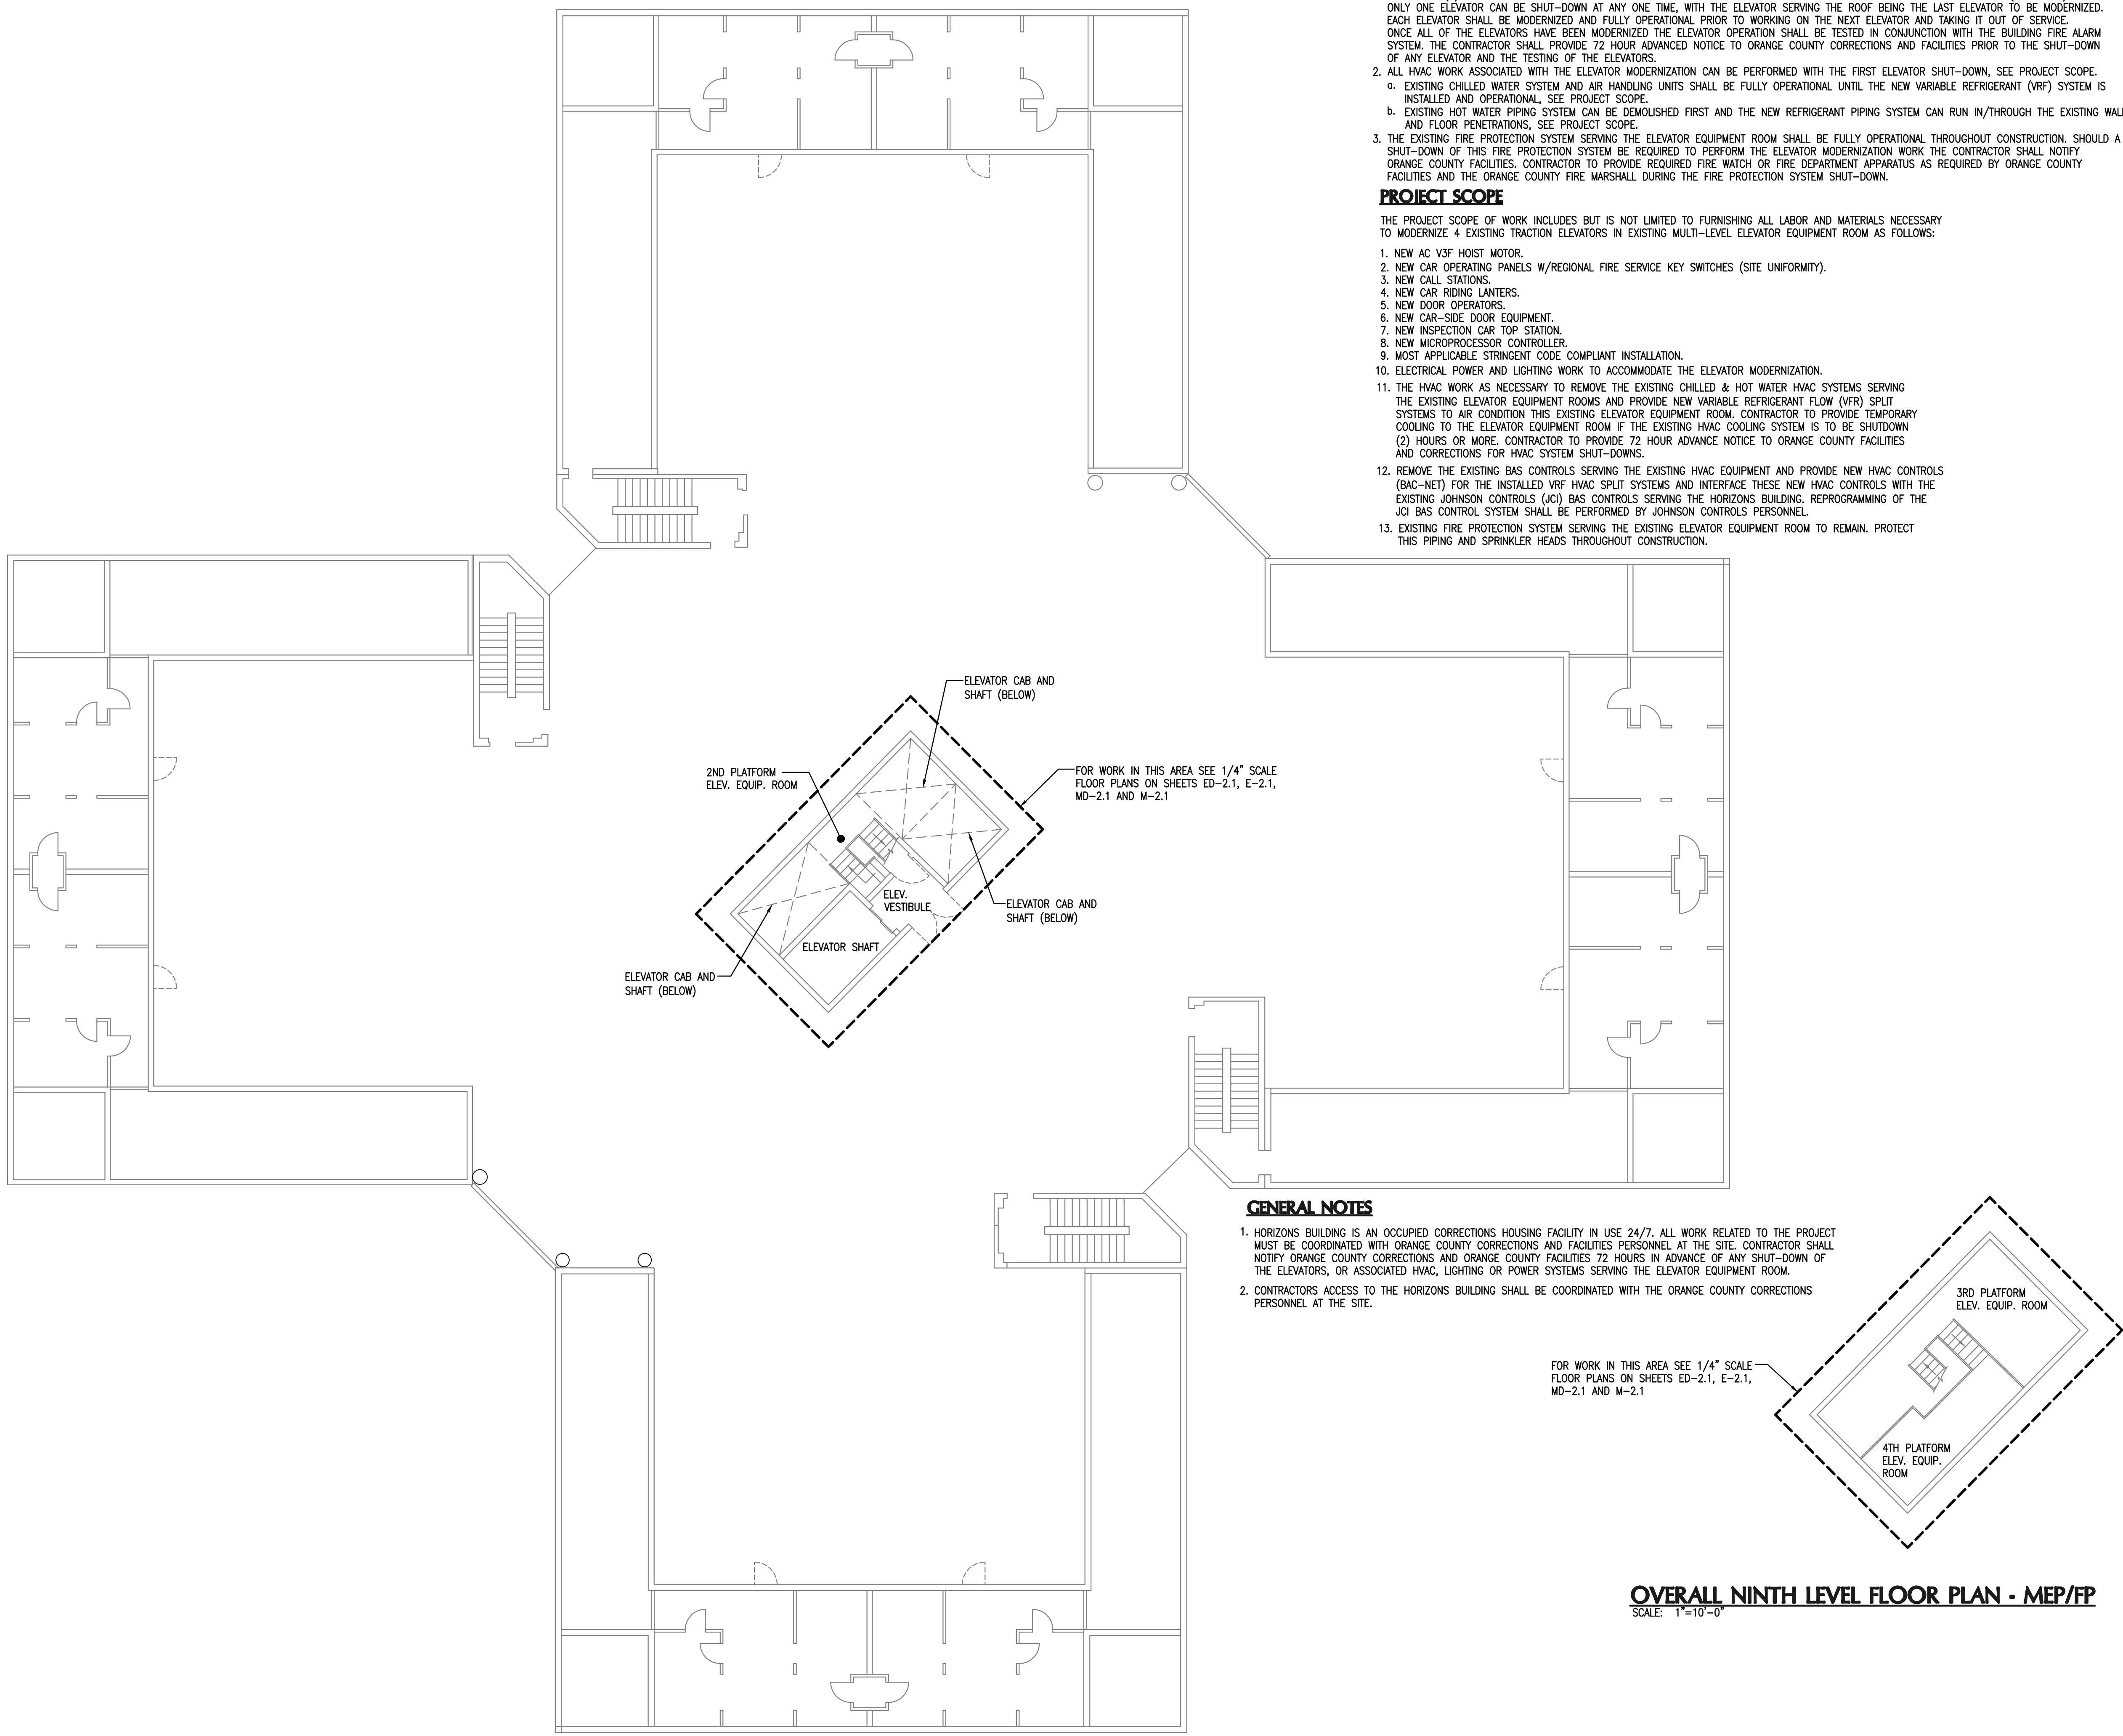 ONLY ONE ELEVATOR CAN BE SHUT-DOWN AT ANY ONE TIME, WITH THE ELEVATOR SERVING THE ROOF BEING THE LAST ELEVATOR TO BE MODERNIZED.
EACH ELEVATOR SHALL BE MODERNIZED AND FULLY OPERATIONAL PRIOR TO WORKING ON THE NEXT ELEVATOR AND TAKING IT OUT OF SERVICE.
ONCE ALL OF THE ELEVATORS HAVE BEEN MODERNIZED THE ELEVATOR OPERATION SHALL BE TESTED IN CONJUNCTION WITH THE BUILDING FIRE ALARM
SYSTEM. THE CONTRACTOR SHALL PROVIDE 72 HOUR ADVANCED NOTICE TO ORANGE COUNTY CORRECTIONS AND FACILITIES PRIOR TO THE SHUT-DOWN
OF ANY ELEVATOR AND THE TESTING OF THE ELEVATORS.
2. ALL HVAC WORK ASSOCIATED WITH THE ELEVATOR MODERNIZATION CAN BE PERFORMED WITH THE FIRST ELEVATOR SHUT-DOWN, SEE PROJECT SCOPE.
a. EXISTING CHILLED WATER SYSTEM AND AIR HANDLING UNITS SHALL BE FULLY OPERATIONAL UNTIL THE NEW VARIABLE REFRIGERANT (VRF) SYSTEM IS
INSTALLED AND OPERATIONAL, SEE PROJECT SCOPE.
b. EXISTING HOT WATER PIPING SYSTEM CAN BE DEMOLISHED FIRST AND THE NEW REFRIGERANT PIPING SYSTEM CAN RUN IN/THROUGH THE EXISTING WAL
AND FLOOR PENETRATIONS, SEE PROJECT SCOPE.
3. THE EXISTING FIRE PROTECTION SYSTEM SERVING THE ELEVATOR EQUIPMENT ROOM SHALL BE FULLY OPERATIONAL THROUGHOUT CONSTRUCTION. SHOULD A
SHUT-DOWN OF THIS FIRE PROTECTION SYSTEM BE REQUIRED TO PERFORM THE ELEVATOR MODERNIZATION WORK THE CONTRACTOR SHALL NOTIFY
ORANGE COUNTY FACILITIES. CONTRACTOR TO PROVIDE REQUIRED FIRE WATCH OR FIRE DEPARTMENT APPARATUS AS REQUIRED BY ORANGE COUNTY
FACILITIES AND THE ORANGE COUNTY FIRE MARSHALL DURING THE FIRE PROTECTION SYSTEM SHUT-DOWN.
PROJECT SCOPE
THE PROJECT SCOPE OF WORK INCLUDES BUT IS NOT LIMITED TO FURNISHING ALL LABOR AND MATERIALS NECESSARY
TO MODERNIZE 4 EXISTING TRACTION ELEVATORS IN EXISTING MULTI-LEVEL ELEVATOR EQUIPMENT ROOM AS FOLLOWS:
1. NEW AC V3F HOIST MOTOR.
2. NEW CAR OPERATING PANELS W/REGIONAL FIRE SERVICE KEY SWITCHES (SITE UNIFORMITY).
3. NEW CALL STATIONS.
4. NEW CAR RIDING LANTERS.
5. NEW DOOR OPERATORS.
6. NEW CAR-SIDE DOOR EQUIPMENT.
7. NEW INSPECTION CAR TOP STATION.
8. NEW MICROPROCESSOR CONTROLLER.
9. MOST APPLICABLE STRINGENT CODE COMPLIANT INSTALLATION.
10. ELECTRICAL POWER AND LIGHTING WORK TO ACCOMMODATE THE ELEVATOR MODERNIZATION.
11. THE HVAC WORK AS NECESSARY TO REMOVE THE EXISTING CHILLED & HOT WATER HVAC SYSTEMS SERVING
THE EXISTING ELEVATOR EQUIPMENT ROOMS AND PROVIDE NEW VARIABLE REFRIGERANT FLOW (VFR) SPLIT
SYSTEMS TO AIR CONDITION THIS EXISTING ELEVATOR EQUIPMENT ROOM. CONTRACTOR TO PROVIDE TEMPORARY
COOLING TO THE ELEVATOR EQUIPMENT ROOM IF THE EXISTING HVAC COOLING SYSTEM IS TO BE SHUTDOWN
(2) HOURS OR MORE. CONTRACTOR TO PROVIDE 72 HOUR ADVANCE NOTICE TO ORANGE COUNTY FACILITIES
AND CORRECTIONS FOR HVAC SYSTEM SHUT-DOWNS.
12. REMOVE THE EXISTING BAS CONTROLS SERVING THE EXISTING HVAC EQUIPMENT AND PROVIDE NEW HVAC CONTROLS
(BAC-NET) FOR THE INSTALLED VRF HVAC SPLIT SYSTEMS AND INTERFACE THESE NEW HVAC CONTROLS WITH THE
EXISTING JOHNSON CONTROLS (JCI) BAS CONTROLS SERVING THE HORIZONS BUILDING. REPROGRAMMING OF THE
JCI BAS CONTROL SYSTEM SHALL BE PERFORMED BY JOHNSON CONTROLS PERSONNEL.
13. EXISTING FIRE PROTECTION SYSTEM SERVING THE EXISTING ELEVATOR EQUIPMENT ROOM TO REMAIN. PROTECT
THIS PIPING AND SPRINKLER HEADS THROUGHOUT CONSTRUCTION.
ELEVATOR CAB AND
SHAFT (BELOW)
2ND PLATFORM
ELEV. EQUIP. ROOM
FOR WORK IN THIS AREA SEE 1/4" SCALE
FLOOR PLANS ON SHEETS ED-2.1, E-2.1,
MD-2.1 AND M-2.1
ELEV.
VESTIBULE
ELEVATOR CAB AND
SHAFT (BELOW)
ELEVATOR SHAFT
ELEVATOR CAB AND
SHAFT (BELOW)
GENERAL NOTES
1. HORIZONS BUILDING IS AN OCCUPIED CORRECTIONS HOUSING FACILITY IN USE 24/7. ALL WORK RELATED TO THE PROJECT
MUST BE COORDINATED WITH ORANGE COUNTY CORRECTIONS AND FACILITIES PERSONNEL AT THE SITE. CONTRACTOR SHALL
NOTIFY ORANGE COUNTY CORRECTIONS AND ORANGE COUNTY FACILITIES 72 HOURS IN ADVANCE OF ANY SHUT-DOWN OF
THE ELEVATORS, OR ASSOCIATED HVAC, LIGHTING OR POWER SYSTEMS SERVING THE ELEVATOR EQUIPMENT ROOM.
2. CONTRACTORS ACCESS TO THE HORIZONS BUILDING SHALL BE COORDINATED WITH THE ORANGE COUNTY CORRECTIONS
PERSONNEL AT THE SITE.
3RD PLATFORM
ELEV. EQUIP. ROOM
FOR WORK IN THIS AREA SEE 1/4" SCALE
FLOOR PLANS ON SHEETS ED-2.1, E-2.1,
MD-2.1 AND M-2.1
4TH PLATFORM
ELEV. EQUIP.
ROOM
OVERALL NINTH LEVEL FLOOR PLAN - MEP/FP
SCALE: 1"=10'-0"